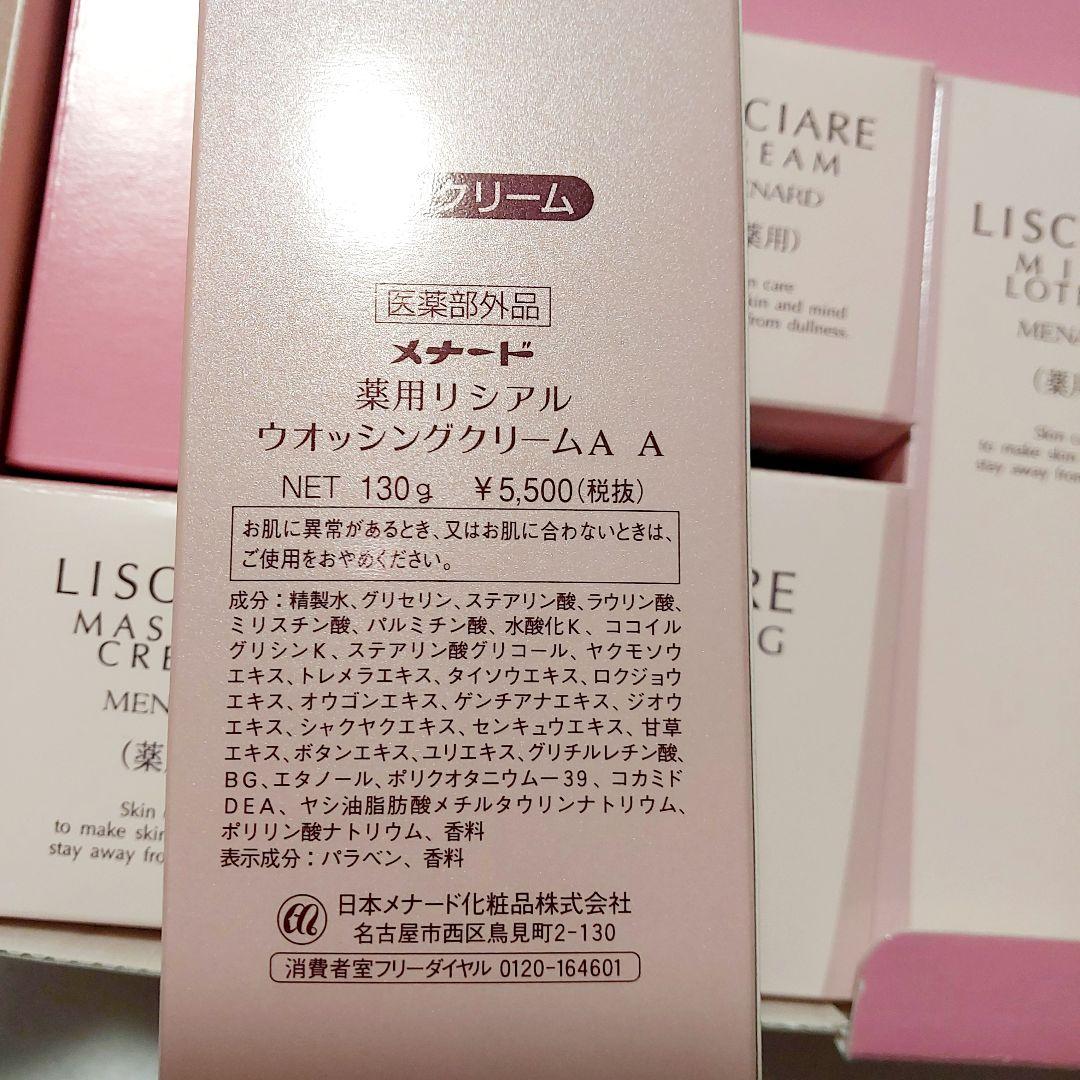 クリーム
医薬部外品
メナード
薬用リシアル
ウオッシングクリームA A
NET 130g ¥5,500(税抜)
お肌に異常があるとき、又はお肌に合わないときは、
ご使用をおやめください。
成分：精製水、グリセリン、ステアリン酸、ラウリン酸、
ミリスチン酸、パルミチン酸、水酸化K、ココイル
グリシンK、ステアリン酸グリコール、ヤクモソウ
エキス、トレメラエキス、タイソウエキス、ロクジョウ
エキス、オウゴンエキス、ゲンチアナエキス、ジオウ
エキス、シャクヤクエキス、センキュウエキス、甘草
エキス、ボタンエキス、ユリエキス、グリチルレチン酸、
BG、エタノール、ポリクオタニウムー39、コカミド
DEA、ヤシ油脂肪酸メチルタウリンナトリウム、
ポリリン酸ナトリウム、香料
表示成分：パラベン、香料
日本メナード化粧品株式会社
名古屋市西区鳥見町2-130
消費者室フリーダイヤル 0120-164601
CIARE
EAM
NARD
薬用)
n care
kin and mind
from dullness.
LISC
MI
LOT
MENA
(薬
Skin c
to make skin
stay away fro
RE
G
LISC
MAS
CRE
MEN
(薬
Skin
to make skin
stay away fro